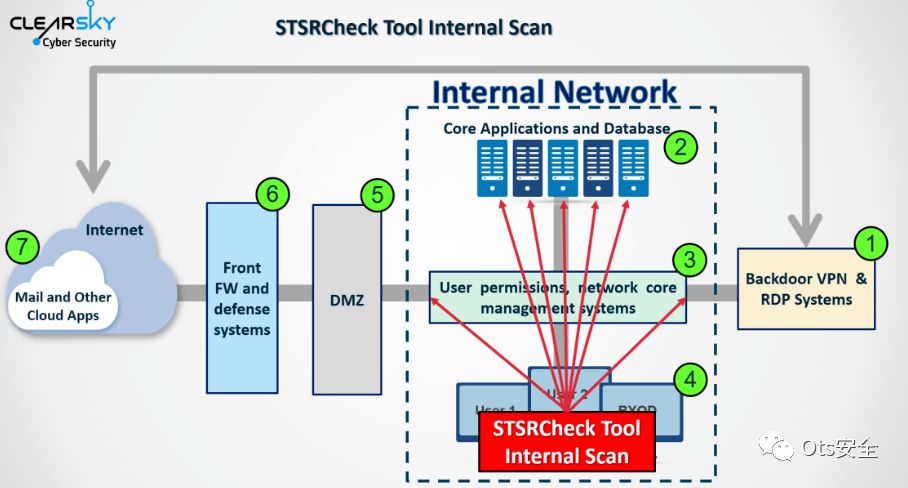 CLEARSKY
Cyber Security
STSRCheck Tool Internal Scan
Internal Network
Core Applications and Database
2
6
5
1
7
Internet
3
Mail and Other
Cloud Apps
Front
FW and
defense
systems
DMZ
User permissions, network core
management systems
Backdoor VPN &
RDP Systems
4
User 1
User 2
BYOD
STSRCheck Tool
Internal Scan
Ots安全